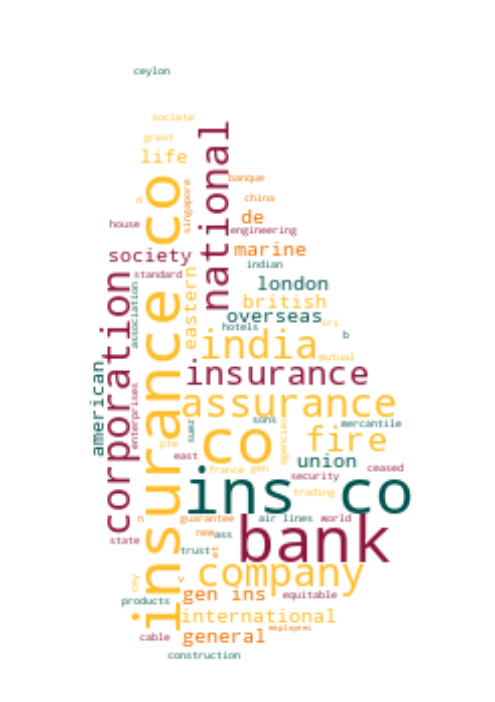 ceylon
societe
great
life
national
banque
singapore
insurance co
d
china
de
house
engineering
society
marine
indian
standard
corporation
eastern
association
london
british
overseas
sri
hotels
b
india
mutual
american
insurance
enterprises
assurance
sons
mercantile
suez
co
agencies
fire
pte
east
union
france
gen
ceased
security
ins co
trading
n
guarantee
air lines
world
new
ass
state
bank
trust
v
company
cey
gen ins
equitable
products
international
general
employees
cable
construction